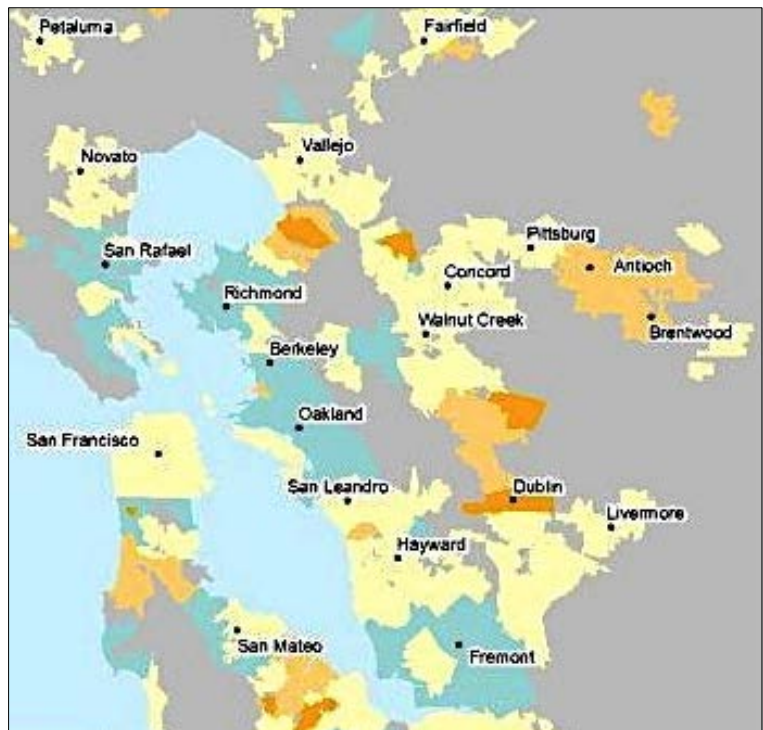 Petaluma
Fairfield
Vallejo
Novato
Pittsburg
San Rafael
Antioch
Concord
Richmond
Walnut Creek
Brentwood
Berkeley
Oakland
San Francisco
San Leandro
Dublin
Livermore
Hayward
San Mateo
Fremont